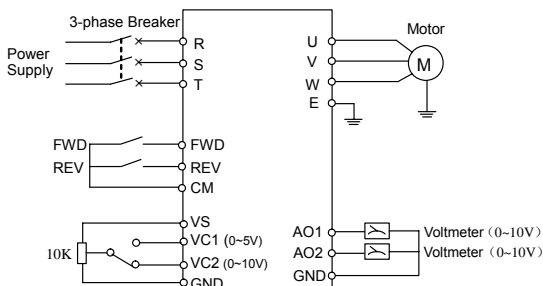 3-phase Breaker
Power
Supply
R
S
T
U
V
W
E
Motor
M
FWD
REV
FWD
REV
CM
10K
VS
VC1 (0~5V)
VC2 (0~10V)
GND
AO1
AO2
GND
Voltmeter（0~10V）
Voltmeter（0~10V）